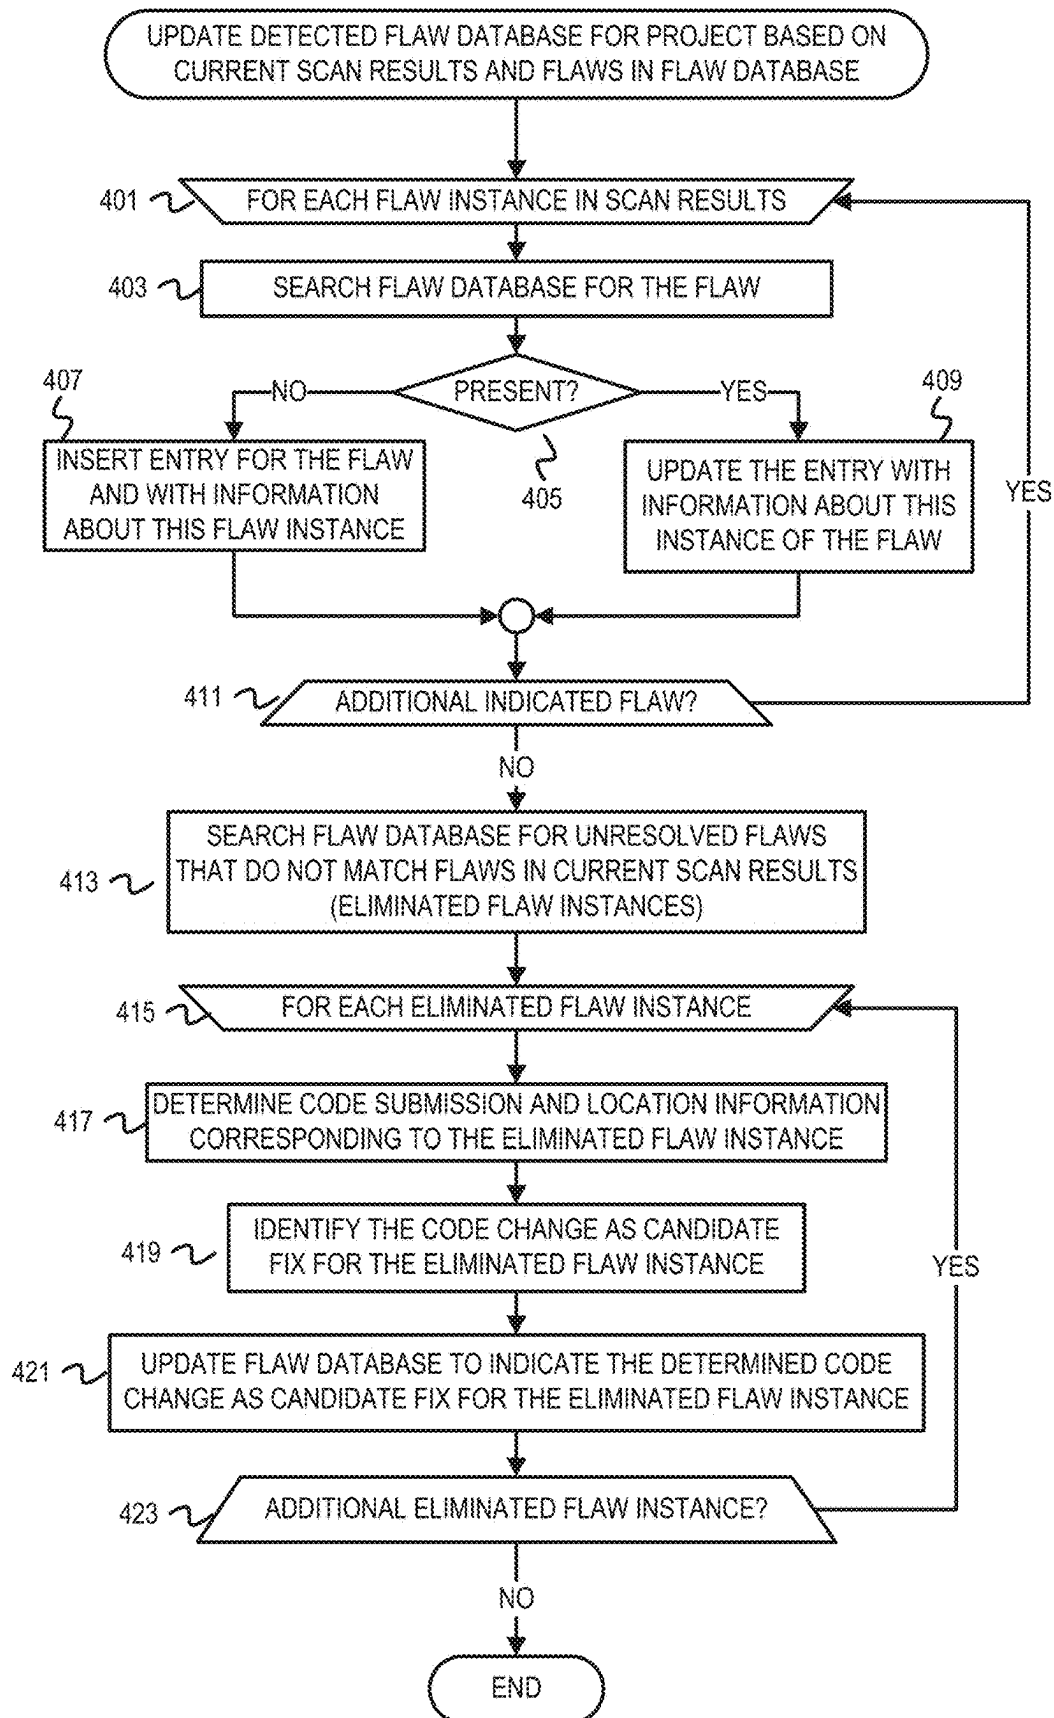 UPDATE DETECTED FLAW DATABASE FOR PROJECT BASED ON
CURRENT SCAN RESULTS AND FLAWS IN FLAW DATABASE
401
FOR EACH FLAW INSTANCE IN SCAN RESULTS
403
SEARCH FLAW DATABASE FOR THE FLAW
407
NO
PRESENT?
YES
409
405
INSERT ENTRY FOR THE FLAW
AND WITH INFORMATION
ABOUT THIS FLAW INSTANCE
UPDATE THE ENTRY WITH
INFORMATION ABOUT THIS
INSTANCE OF THE FLAW
YES
411
ADDITIONAL INDICATED FLAW?
NO
413
SEARCH FLAW DATABASE FOR UNRESOLVED FLAWS
THAT DO NOT MATCH FLAWS IN CURRENT SCAN RESULTS
(ELIMINATED FLAW INSTANCES)
415
FOR EACH ELIMINATED FLAW INSTANCE
417
DETERMINE CODE SUBMISSION AND LOCATION INFORMATION
CORRESPONDING TO THE ELIMINATED FLAW INSTANCE
419
IDENTIFY THE CODE CHANGE AS CANDIDATE
FIX FOR THE ELIMINATED FLAW INSTANCE
YES
421
UPDATE FLAW DATABASE TO INDICATE THE DETERMINED CODE
CHANGE AS CANDIDATE FIX FOR THE ELIMINATED FLAW INSTANCE
423
ADDITIONAL ELIMINATED FLAW INSTANCE?
NO
END